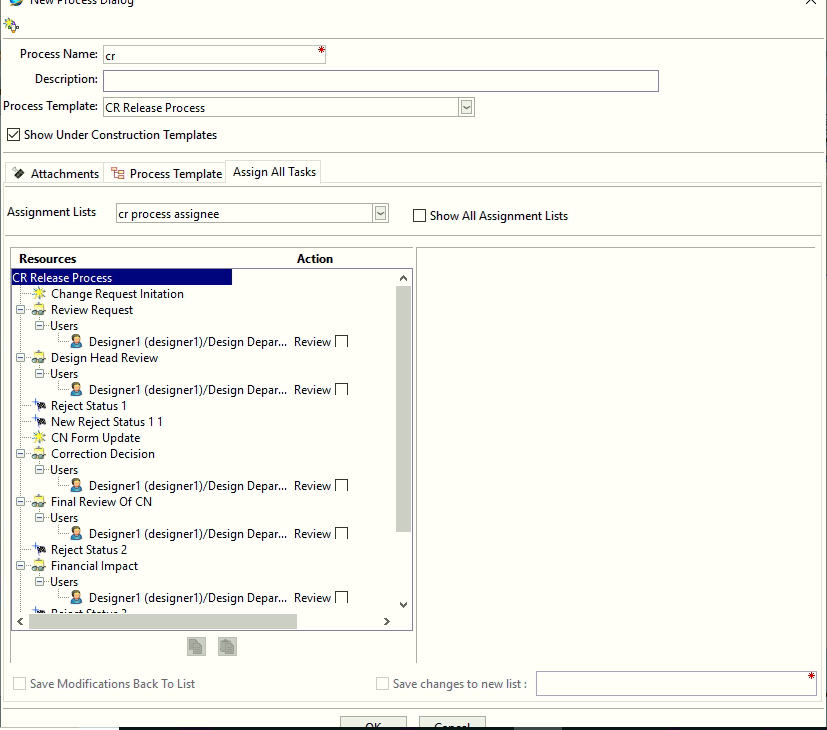 New Process Dialog
Process Name: cr *
Description:
Process Template: CR Release Process
Show Under Construction Templates
Attachments Process Template Assign All Tasks
Assignment Lists cr process assignee Show All Assignment Lists
Resources Action
CR Release Process
Change Request Initation
Review Request
Users
Designer1 (designer1)/Design Depar... Review
Design Head Review
Users
Designer1 (designer1)/Design Depar... Review
Reject Status 1
New Reject Status 1 1
CN Form Update
Correction Decision
Users
Designer1 (designer1)/Design Depar... Review
Final Review Of CN
Users
Designer1 (designer1)/Design Depar... Review
Reject Status 2
Financial Impact
Users
Designer1 (designer1)/Design Depar... Review
Reject Status 3
Save Modifications Back To List Save changes to new list : *
OK Cancel